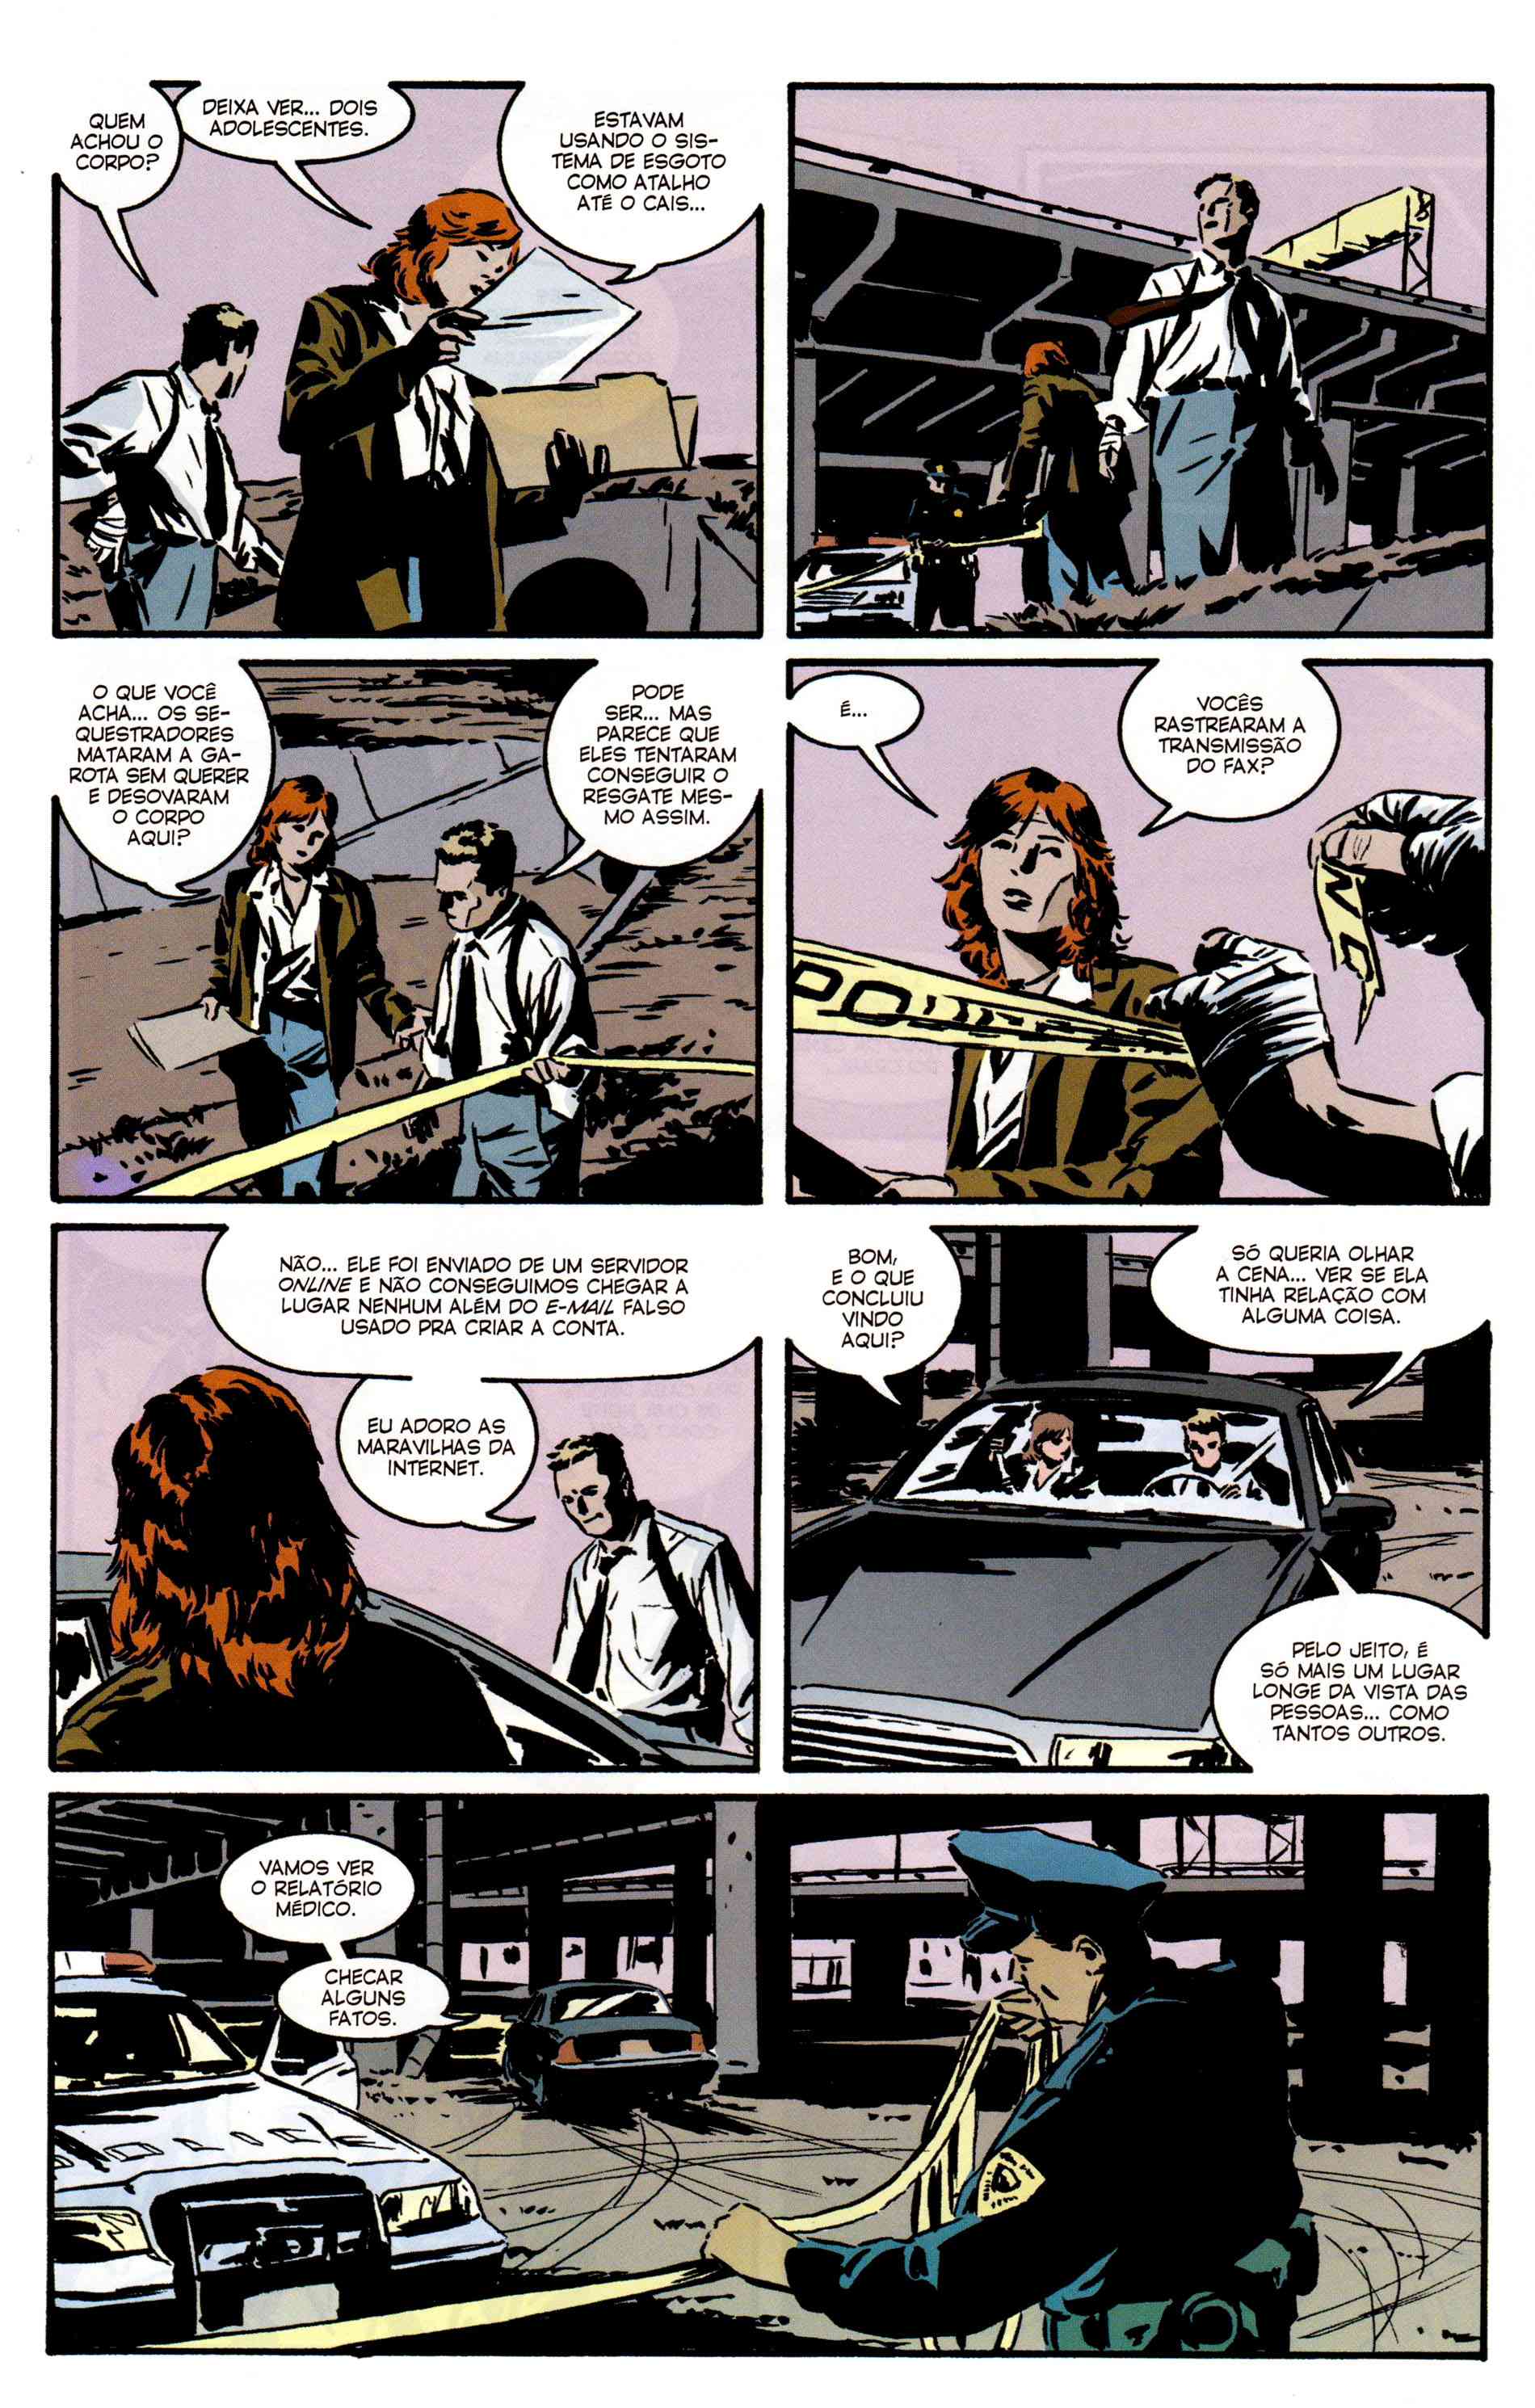 QUEM
ACHOU O
CORPO?
DEIXA VER... DOIS
ADOLESCENTES.
ESTAVAM
USANDO O SIS-
TEMA DE ESGOTO
COMO ATALHO
ATÉ O CAIS...
O QUE VOCÊ
ACHA... OS SE-
QUESTRADORES
MATARAM A GA-
ROTA SEM QUERER
E DESOVARAM
O CORPO
AQUI?
PODE
SER... MAS
PARECE QUE
ELES TENTARAM
CONSEGUIR O
RESGATE MES-
MO ASSIM.
É...
VOCÊS
RASTREARAM A
TRANSMISSÃO
DO FAX?
NÃO... ELE FOI ENVIADO DE UM SERVIDOR
ONLINE E NÃO CONSEGUIMOS CHEGAR A
LUGAR NENHUM ALÉM DO E-MAIL FALSO
USADO PRA CRIAR A CONTA.
EU ADORO AS
MARAVILHAS DA
INTERNET.
BOM,
E O QUE
CONCLUIU
VINDO
AQUI?
SÓ QUERIA OLHAR
A CENA... VER SE ELA
TINHA RELAÇÃO COM
ALGUMA COISA.
PELO JEITO, É
SÓ MAIS UM LUGAR
LONGE DA VISTA DAS
PESSOAS... COMO
TANTOS OUTROS.
VAMOS VER
O RELATÓRIO
MÉDICO.
CHECAR
ALGUNS
FATOS.